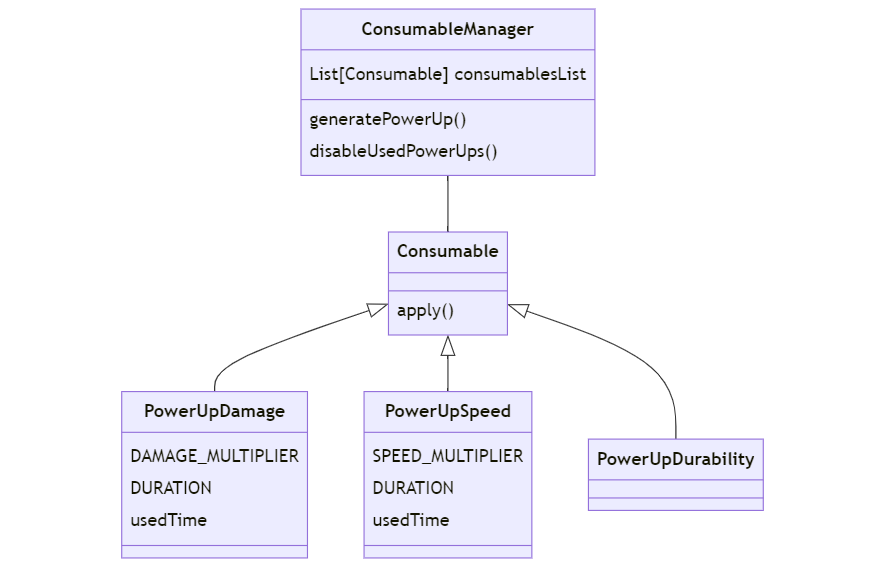 ConsumableManager
List[Consumable] consumablesList
generatePowerUp()
disableUsedPowerUps()
Consumable
apply()
PowerUpDamage
DAMAGE_MULTIPLIER
DURATION
usedTime
PowerUpSpeed
SPEED_MULTIPLIER
DURATION
usedTime
PowerUpDurability